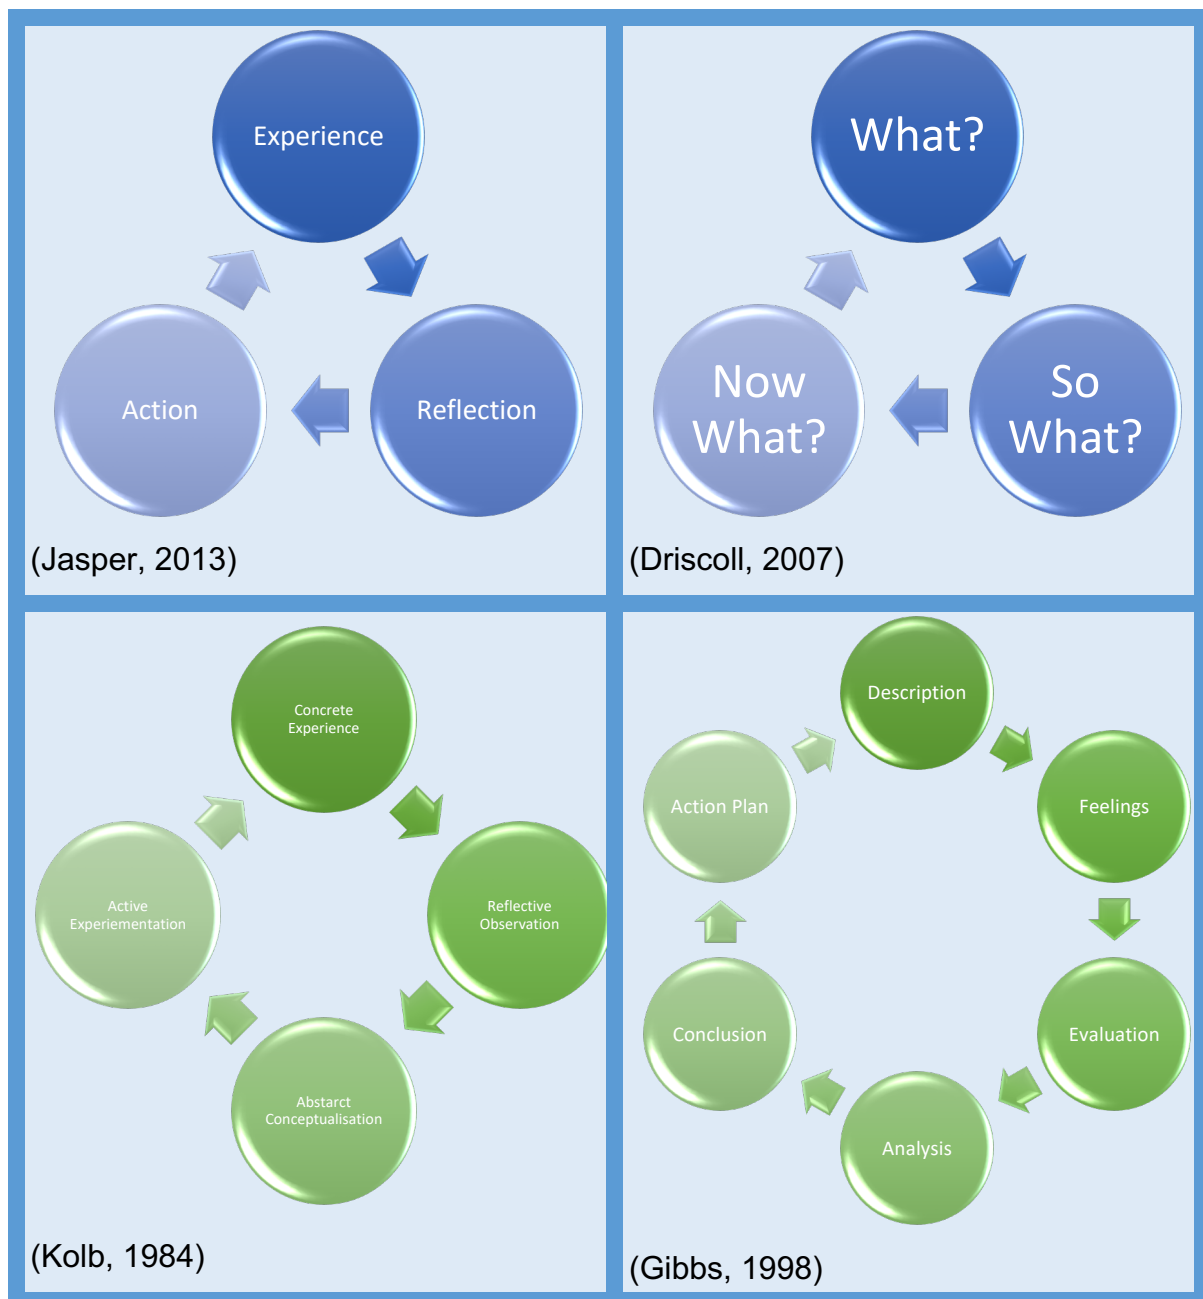 Experience
Reflection
Action
(Jasper, 2013)
What?
So
What?
Now
What?
(Driscoll, 2007)
Concrete
Experience
Reflective
Observation
Abstarct
Conceptualisation
Active
Experiementation
(Kolb, 1984)
Description
Feelings
Evaluation
Analysis
Conclusion
Action Plan
(Gibbs, 1998)